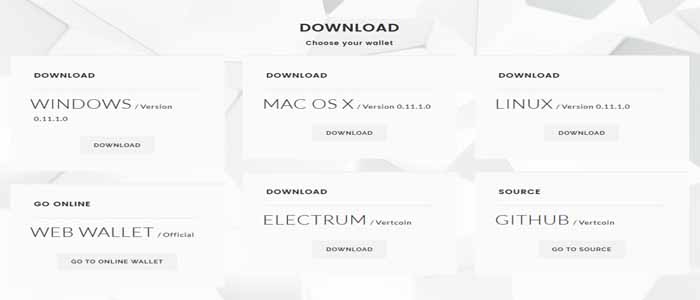 DOWNLOAD
Choose your wallet
DOWNLOAD
WINDOWS / Version
0.11.1.0
DOWNLOAD
DOWNLOAD
MAC OS X / Version 0.11.1.0
DOWNLOAD
DOWNLOAD
LINUX / Version 0.11.1.0
DOWNLOAD
GO ONLINE
WEB WALLET / Official
GO TO ONLINE WALLET
DOWNLOAD
ELECTRUM / Vertcoin
DOWNLOAD
SOURCE
GITHUB / Vertcoin
GO TO SOURCE